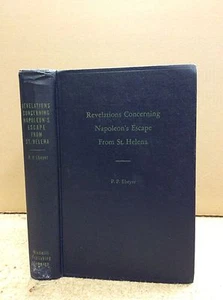 REVELATIONS
CONCERNING
NAPOLEON'S
ESCAPE
FROM
ST. HELENA
Revelations Concerning
Napoleon's Escape
From St. Helena